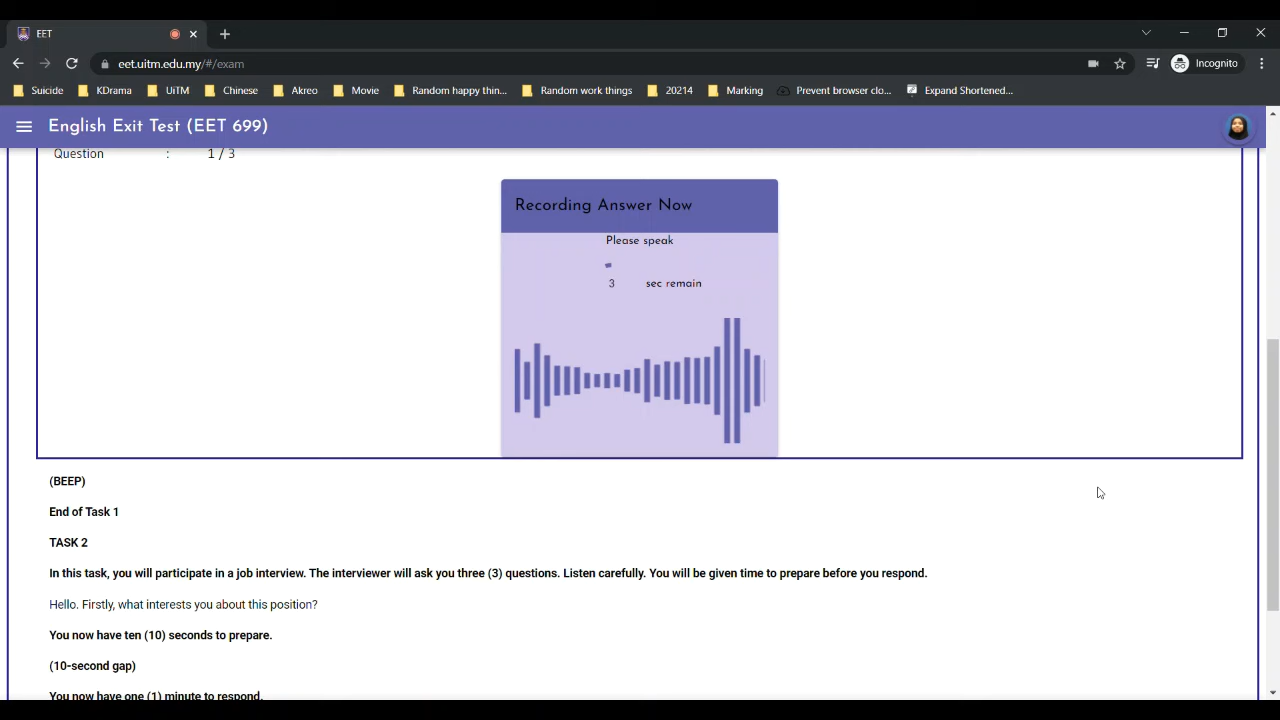 EET
eet.uitm.edu.my/#/exam
Incognito
Suicide KDrama UiTM Chinese Akreo Movie Random happy thin... Random work things 20214 Marking Prevent browser clo... Expand Shortened...
English Exit Test (EET 699)
Question : 1 / 3
Recording Answer Now
Please speak
3 sec remain
(BEEP)
End of Task 1
TASK 2
In this task, you will participate in a job interview. The interviewer will ask you three (3) questions. Listen carefully. You will be given time to prepare before you respond.
Hello. Firstly, what interests you about this position?
You now have ten (10) seconds to prepare.
(10-second gap)
You now have one (1) minute to respond.